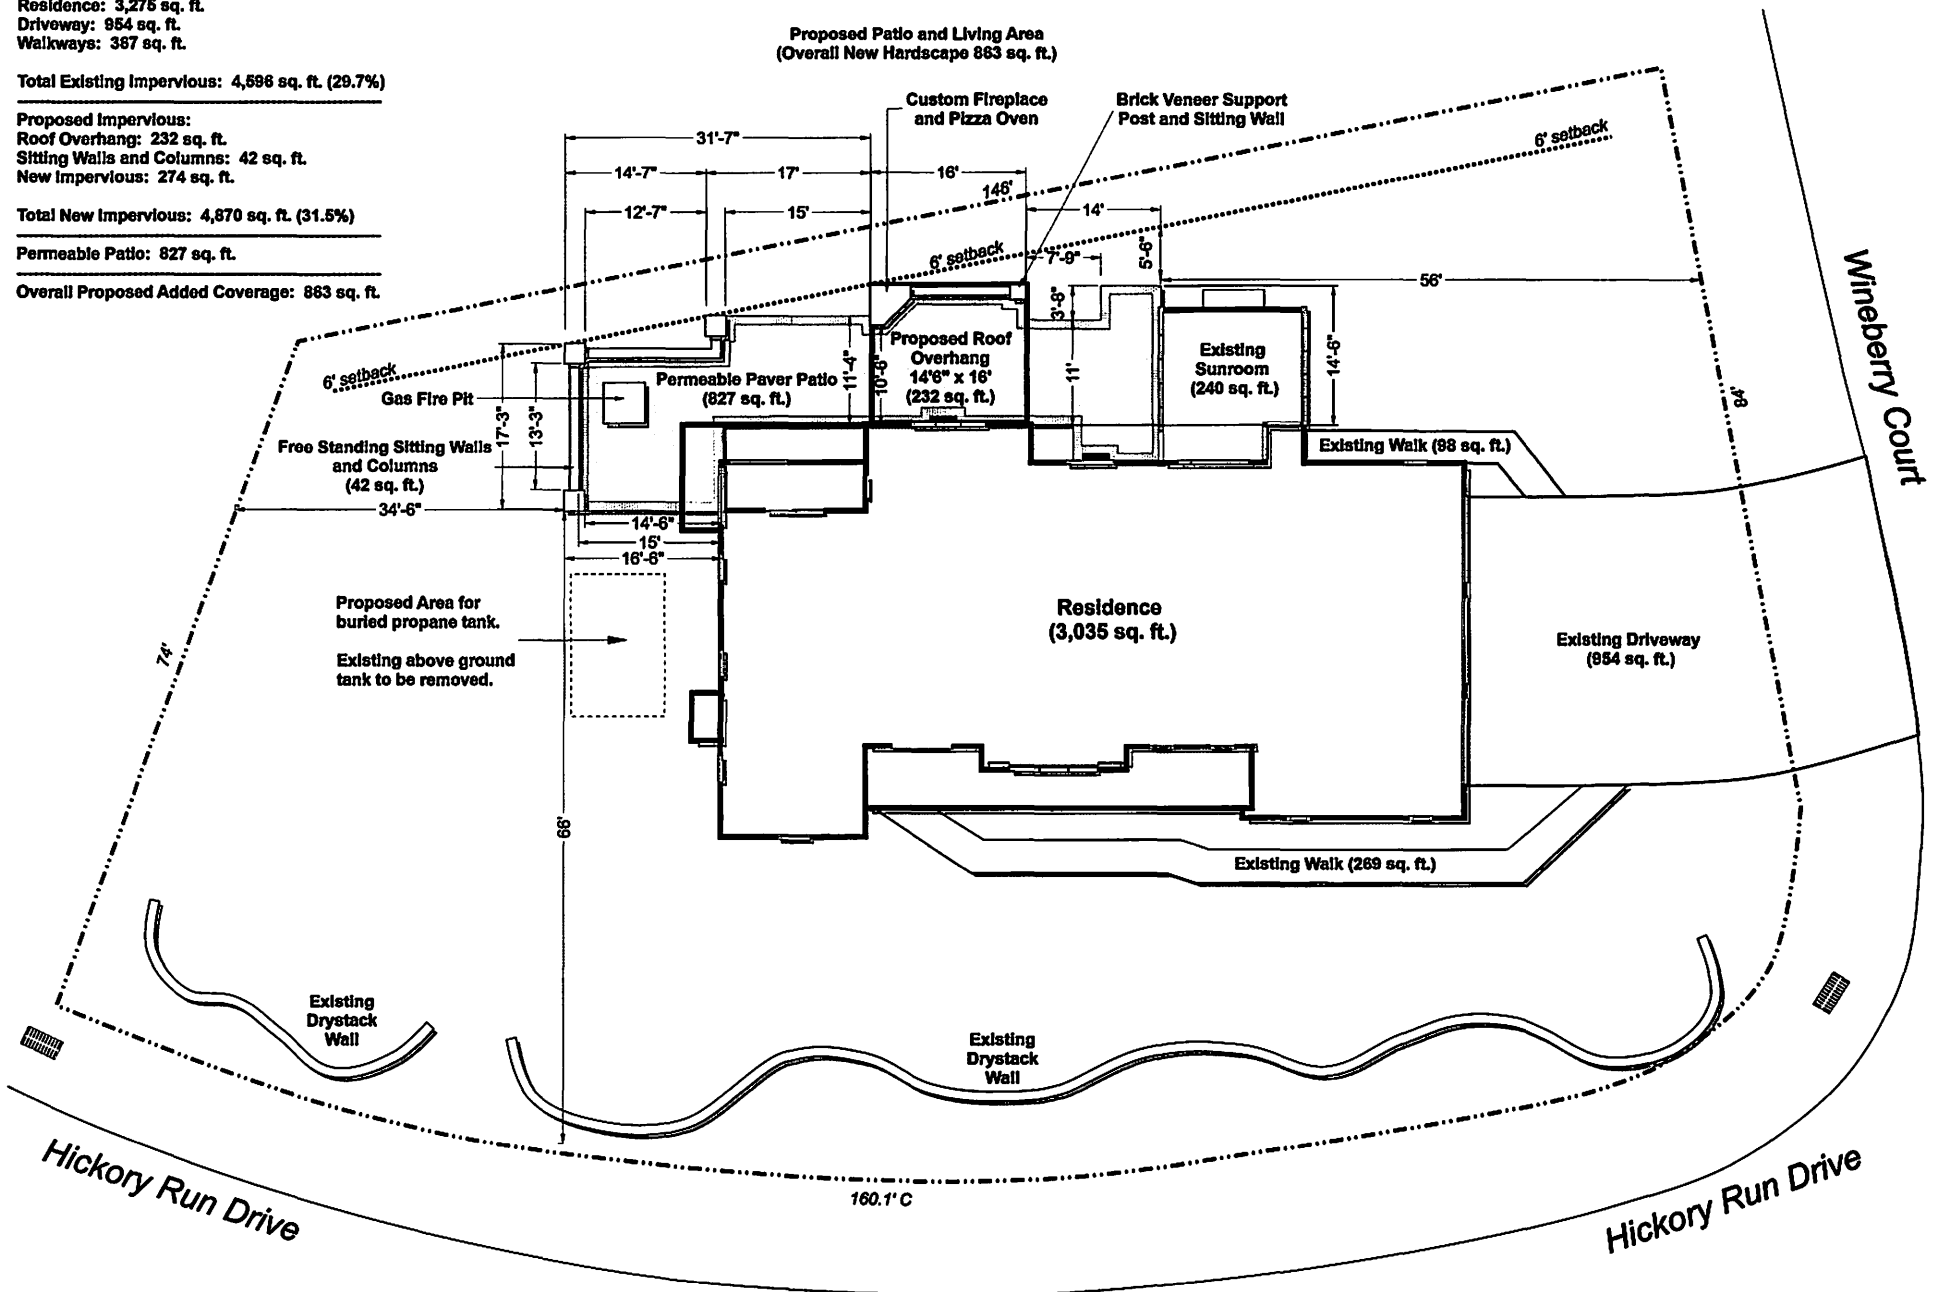 Residence: 3,275 sq. ft.
Driveway: 954 sq. ft.
Walkways: 367 sq. ft.
Total Existing Impervious: 4,596 sq. ft. (29.7%)
Proposed Impervious:
Roof Overhang: 232 sq. ft.
Sitting Walls and Columns: 42 sq. ft.
New Impervious: 274 sq. ft.
Total New Impervious: 4,870 sq. ft. (31.5%)
Permeable Patio: 827 sq. ft.
Overall Proposed Added Coverage: 863 sq. ft.
Proposed Patio and Living Area
(Overall New Hardscape 863 sq. ft.)
Custom Fireplace
and Pizza Oven
Brick Veneer Support
Post and Sitting Wall
31'-7"
14'-7"
17'
16'
146'
12'-7"
15'
14'
6' setback
6' setback
7'-9"
5'-6"
56'
3'-8"
6' setback
Gas Fire Pit
Permeable Paver Patio
(827 sq. ft.)
11'-4"
10'-6"
Proposed Roof
Overhang
14'6" x 16'
(232 sq. ft.)
11'
Existing
Sunroom
(240 sq. ft.)
14'-6"
84'
Wineberry Court
17'-3"
13'-3"
Free Standing Sitting Walls
and Columns
(42 sq. ft.)
34'-6"
14'-6"
15'
16'-6"
Existing Walk (98 sq. ft.)
Proposed Area for
buried propane tank.
Existing above ground
tank to be removed.
74'
Residence
(3,035 sq. ft.)
Existing Driveway
(954 sq. ft.)
66'
Existing Walk (269 sq. ft.)
Existing
Drystack
Wall
Existing
Drystack
Wall
Hickory Run Drive
160.1' C
Hickory Run Drive